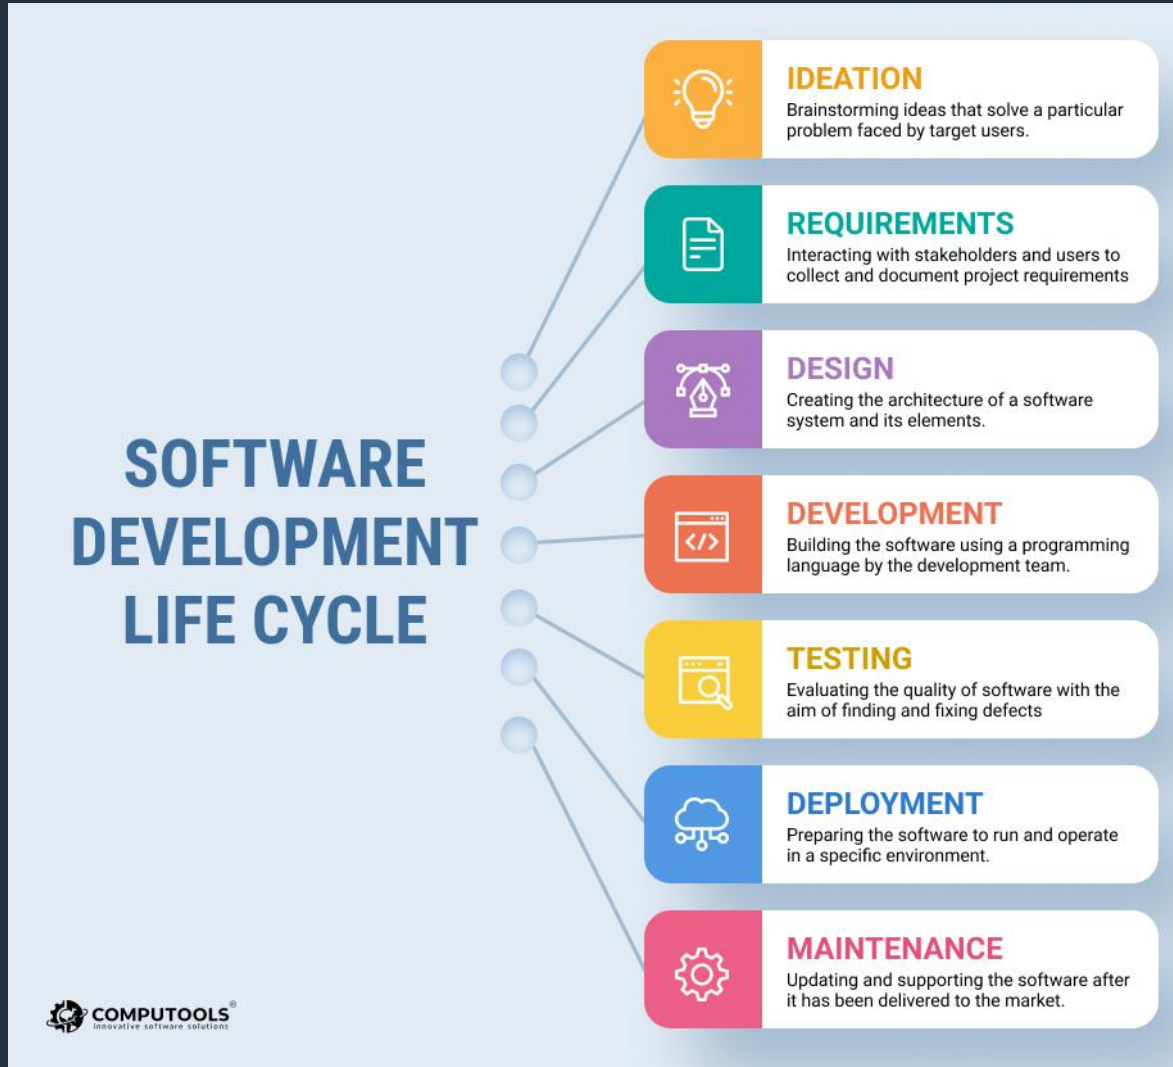 SOFTWARE
DEVELOPMENT
LIFE CYCLE
IDEATION
Brainstorming ideas that solve a particular
problem faced by target users.
REQUIREMENTS
Interacting with stakeholders and users to
collect and document project requirements
DESIGN
Creating the architecture of a software
system and its elements.
</>
DEVELOPMENT
Building the software using a programming
language by the development team.
TESTING
Evaluating the quality of software with the
aim of finding and fixing defects
DEPLOYMENT
Preparing the software to run and operate
in a specific environment.
MAINTENANCE
Updating and supporting the software after
it has been delivered to the market.
COMPUTOOLS®
innovative software solutions